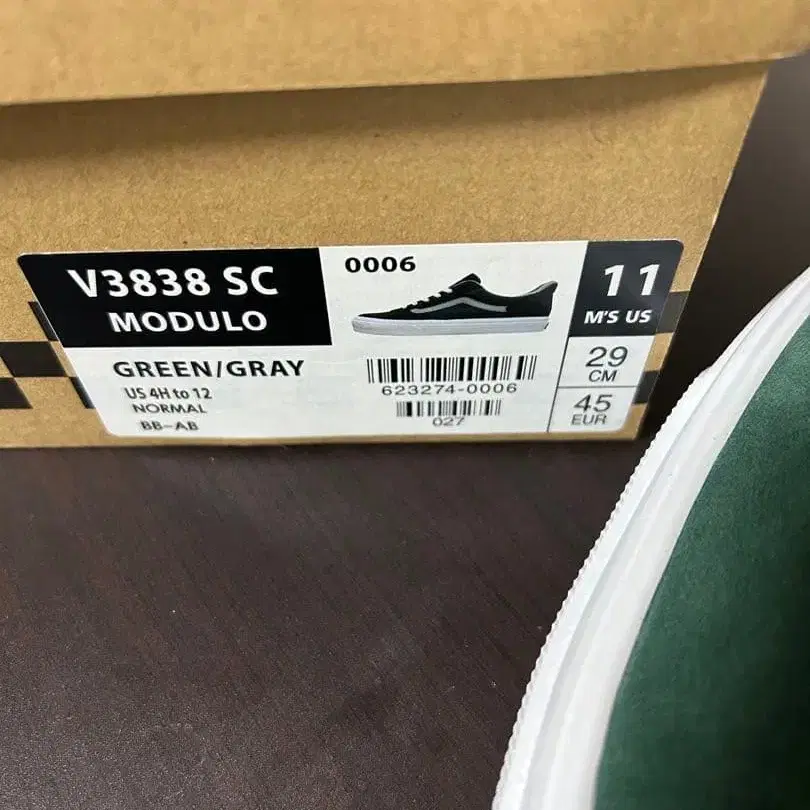 V3838 SC
MODULO
0006
11
M'S US
GREEN/GRAY
US 4H to 12
NORMAL
BB-AB
623274-0006
027
29
CM
45
EUR